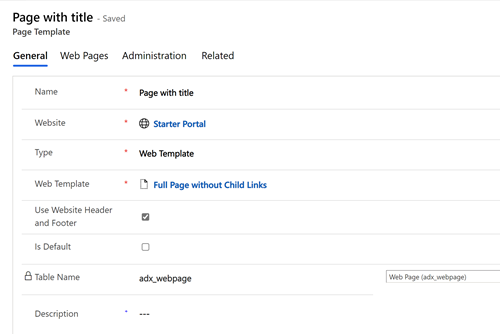 Page with title - Saved
Page Template
General Web Pages Administration Related
Name * Page with title
Website * Starter Portal
Type * Web Template
Web Template * Full Page without Child Links
Use Website Header
and Footer
Is Default
Table Name adx_webpage Web Page (adx_webpage)
Description * ---